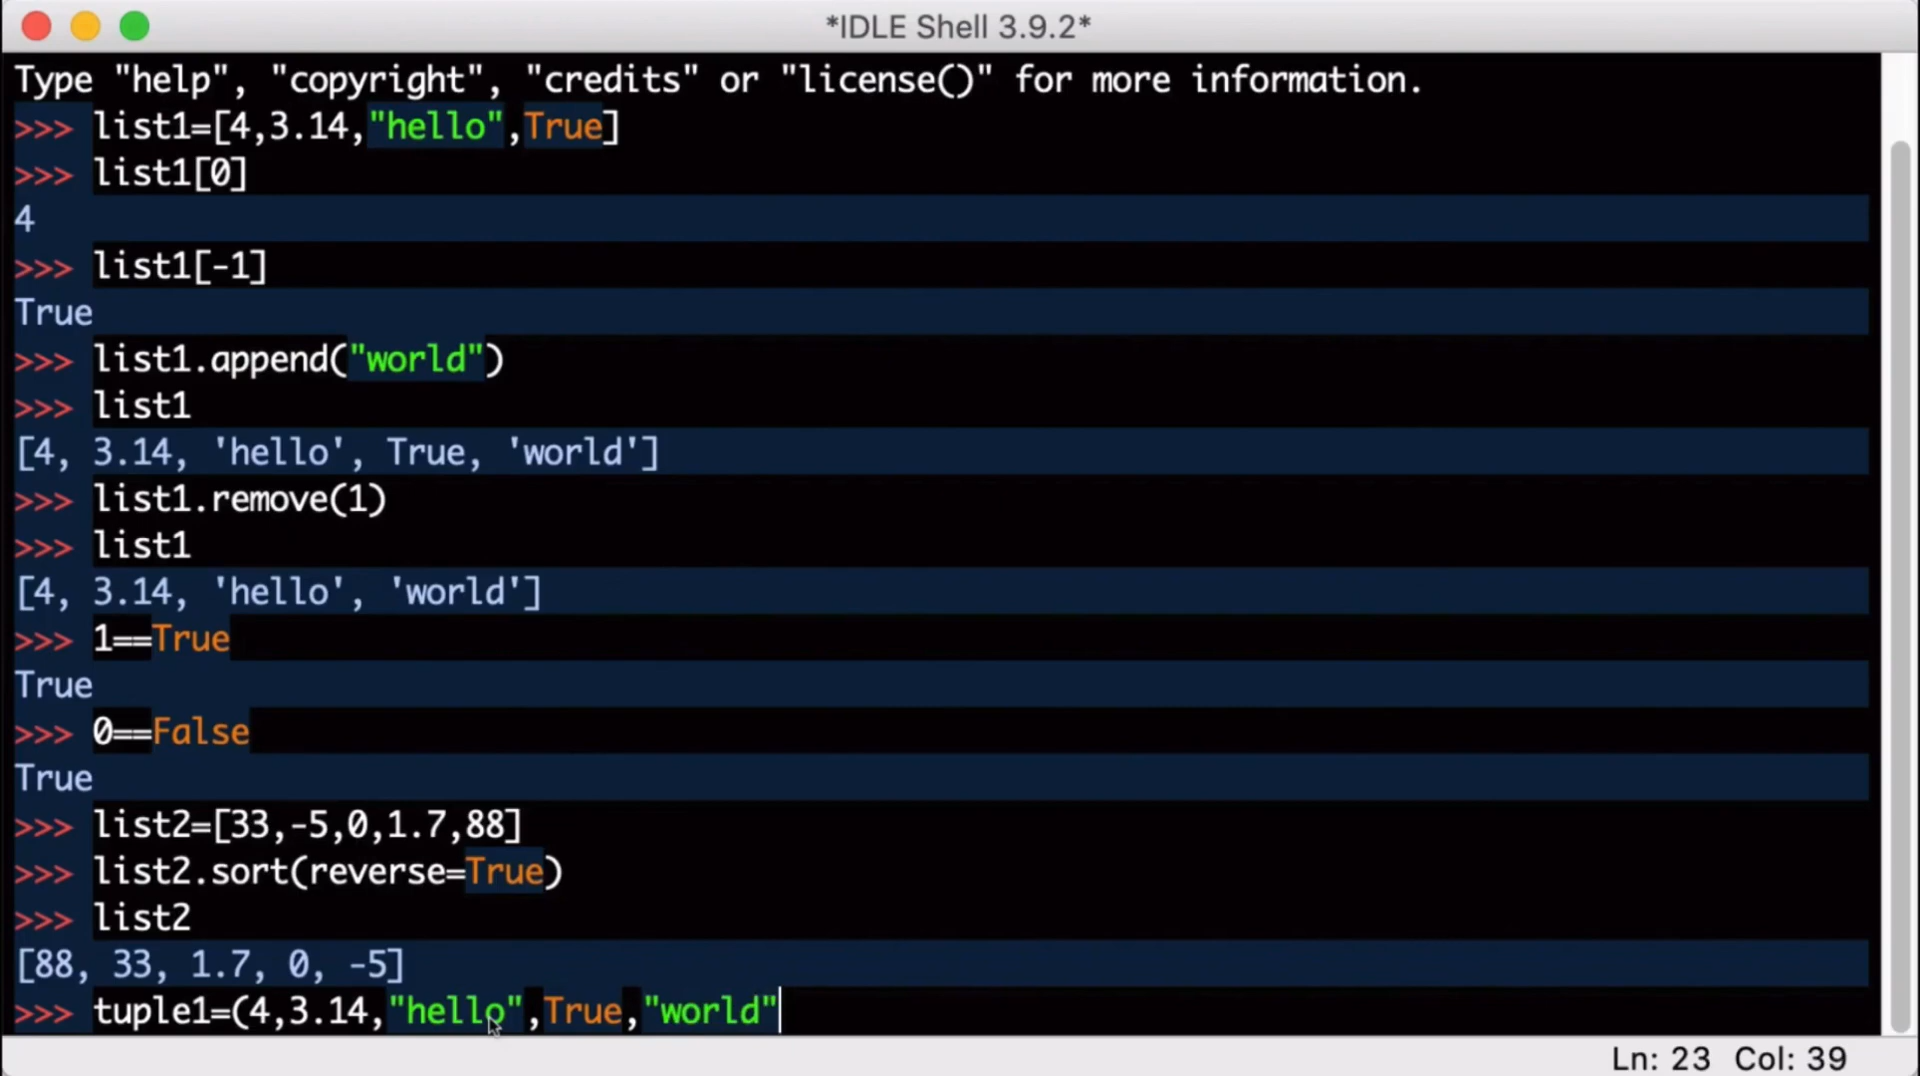 *IDLE Shell 3.9.2*
Type "help", "copyright", "credits" or "license()" for more information.
>>> list1=[4,3.14,"hello",True]
>>> list1[0]
4
>>> list1[-1]
True
>>> list1.append("world")
>>> list1
[4, 3.14, 'hello', True, 'world']
>>> list1.remove(1)
>>> list1
[4, 3.14, 'hello', 'world']
>>> 1==True
True
>>> 0==False
True
>>> list2=[33,-5,0,1.7,88]
>>> list2.sort(reverse=True)
>>> list2
[88, 33, 1.7, 0, -5]
>>> tuple1=(4,3.14,"hello",True,"world"
Ln: 23 Col: 39